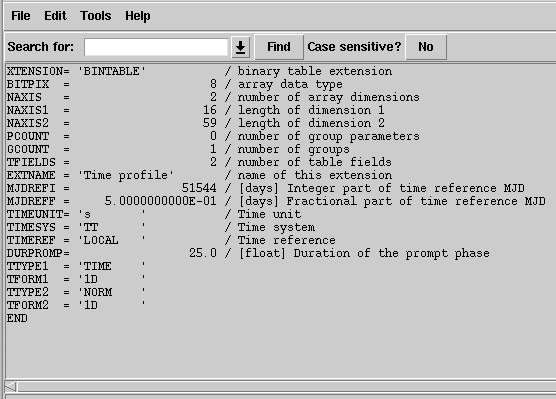 File Edit Tools Help
Search for: Find Case sensitive? No
XTENSION= 'BINTABLE'           / binary table extension
BITPIX  =                    8 / array data type
NAXIS   =                    2 / number of array dimensions
NAXIS1  =                   16 / length of dimension 1
NAXIS2  =                   59 / length of dimension 2
PCOUNT  =                    0 / number of group parameters
GCOUNT  =                    1 / number of groups
TFIELDS =                    2 / number of table fields
EXTNAME = 'Time profile'       / name of this extension
MJDREFI =                51544 / [days] Integer part of time reference MJD
MJDREFF =     5.0000000000E-01 / [days] Fractional part of time reference MJD
TIMEUNIT= 's       '           / Time unit
TIMESYS = 'TT      '           / Time system
TIMEREF = 'LOCAL   '           / Time reference
DURPROMP=                 25.0 / [float] Duration of the prompt phase
TTYPE1  = 'TIME    '
TFORM1  = '1D      '
TTYPE2  = 'NORM    '
TFORM2  = '1D      '
END